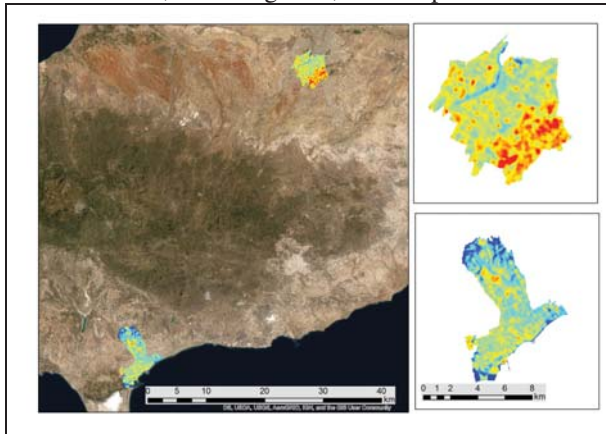 0 5 10 20 30 40
km
USDA, USGS, AeroGRID, IGN, and the GIS User Community
0 1 2 4 6 8
km